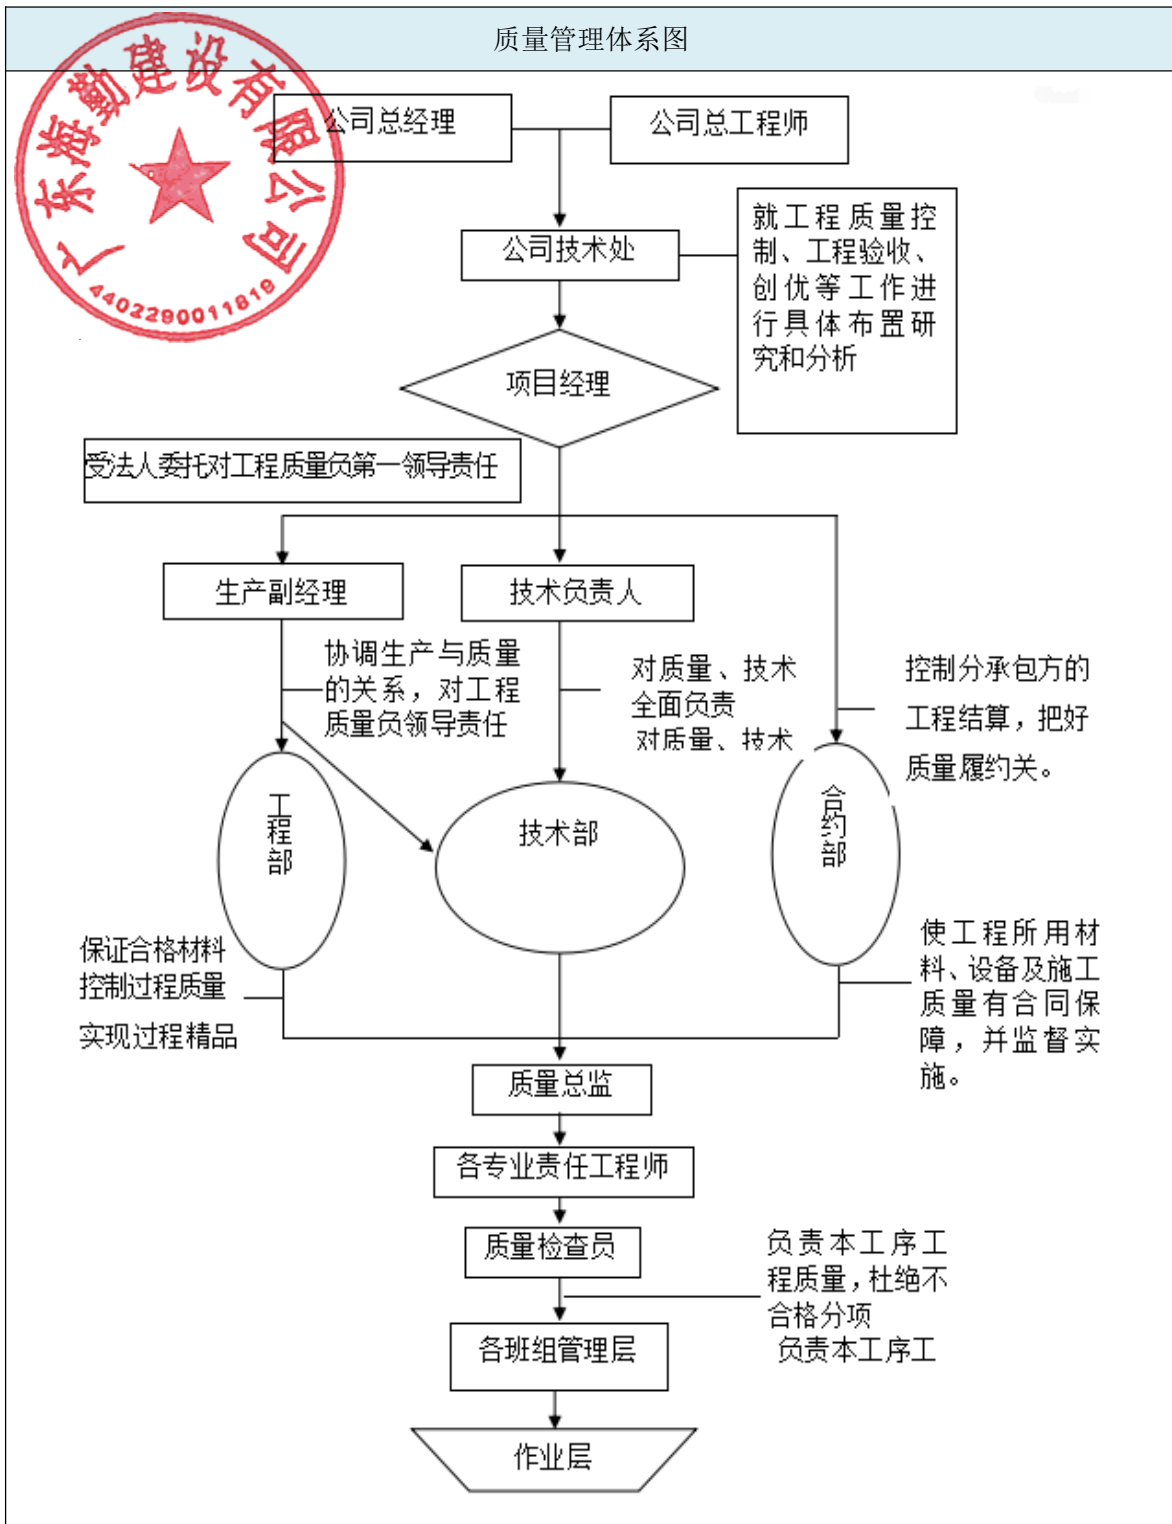 质量管理体系图
广东海勤建设有限公司
4402290011819
公司总经理
公司总工程师
公司技术处
就工程质量控
制、工程验收、
创优等工作进
行具体布置研
究和分析
项目经理
受法人委托对工程质量负第一领导责任
生产副经理
技术负责人
协调生产与质量
的关系，对工程
质量负领导责任
对质量、技术
全面负责
对质量、技术
控制分承包方的
工程结算，把好
质量履约关。
工程部
技术部
合约部
保证合格材料
控制过程质量
实现过程精品
使工程所用材
料、设备及施工
质量有合同保
障，并监督实
施。
质量总监
各专业责任工程师
质量检查员
负责本工序工
程质量，杜绝不
合格分项
负责本工序工
各班组管理层
作业层